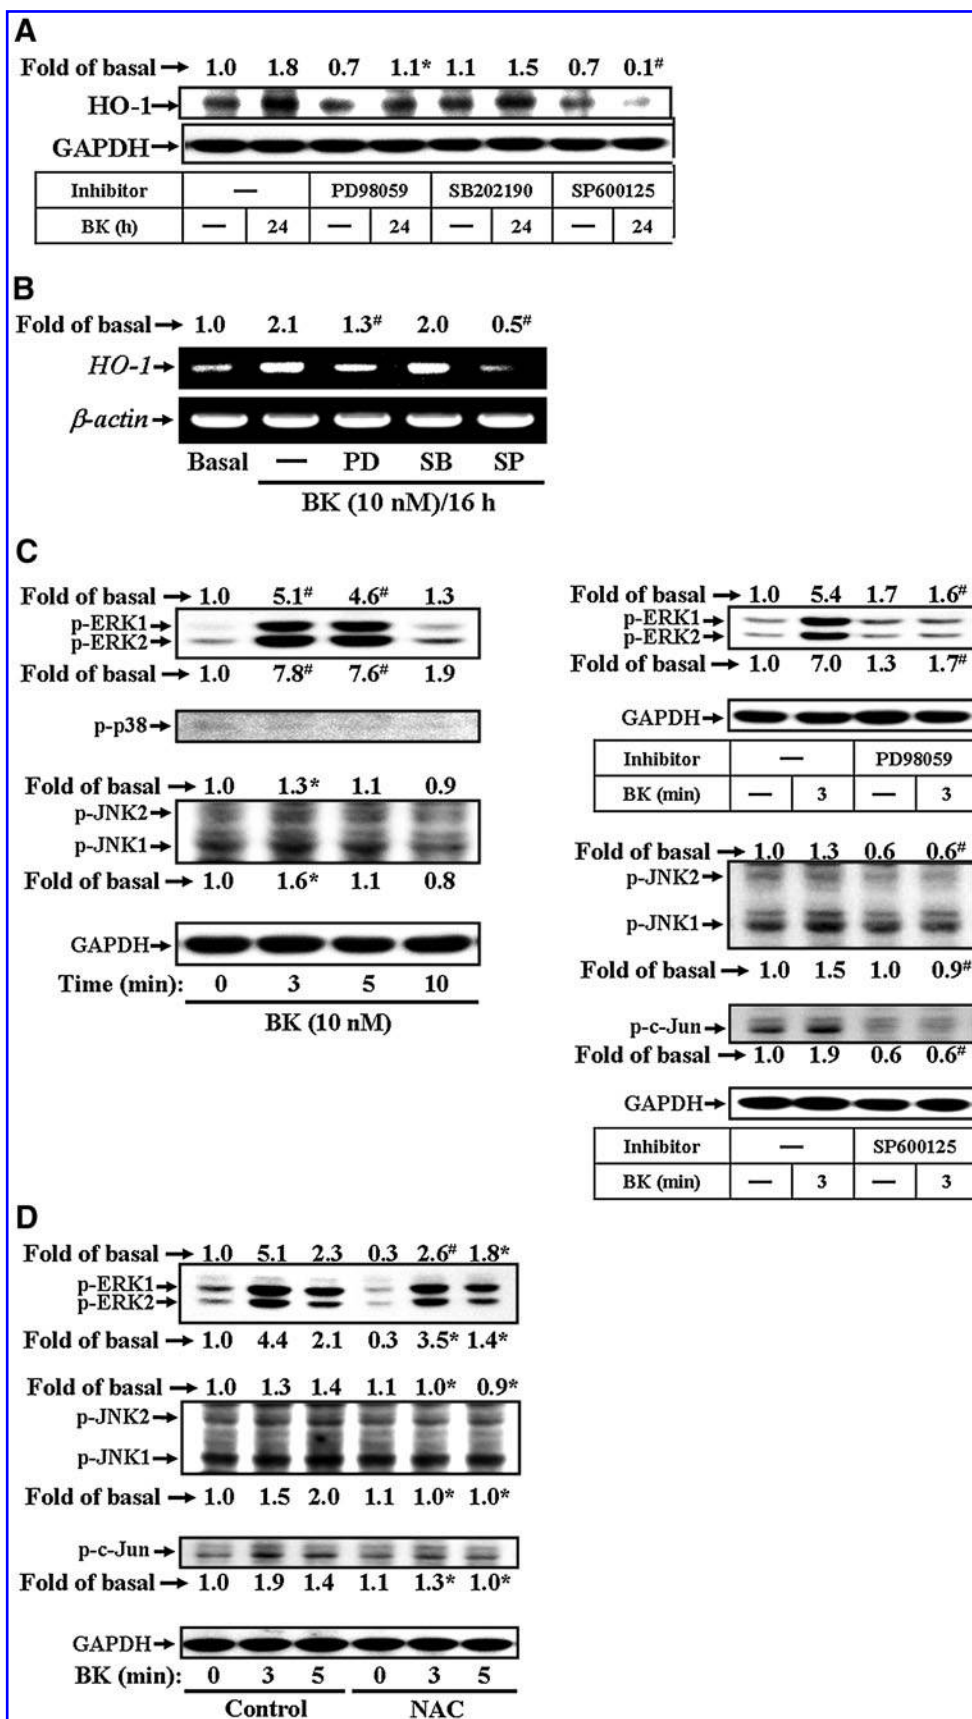 A
Fold of basal→ 1.0 1.8 0.7 1.1* 1.1 1.5 0.7 0.1#
HO-1→
GAPDH→
Inhibitor — PD98059 SB202190 SP600125
BK (h) — 24 — 24 — 24 — 24
B
Fold of basal→ 1.0 2.1 1.3# 2.0 0.5#
HO-1→
β-actin→
Basal — PD SB SP
BK (10 nM)/16 h
C
Fold of basal→ 1.0 5.1# 4.6# 1.3
p-ERK1→
p-ERK2→
Fold of basal→ 1.0 7.8# 7.6# 1.9
p-p38→
Fold of basal→ 1.0 1.3* 1.1 0.9
p-JNK2→
p-JNK1→
Fold of basal→ 1.0 1.6* 1.1 0.8
GAPDH→
Time (min): 0 3 5 10
BK (10 nM)
Fold of basal→ 1.0 5.4 1.7 1.6#
p-ERK1→
p-ERK2→
Fold of basal→ 1.0 7.0 1.3 1.7#
GAPDH→
Inhibitor — PD98059
BK (min) — 3 — 3
Fold of basal→ 1.0 1.3 0.6 0.6#
p-JNK2→
p-JNK1→
Fold of basal→ 1.0 1.5 1.0 0.9#
p-c-Jun→
Fold of basal→ 1.0 1.9 0.6 0.6#
GAPDH→
Inhibitor — SP600125
BK (min) — 3 — 3
D
Fold of basal→ 1.0 5.1 2.3 0.3 2.6# 1.8*
p-ERK1→
p-ERK2→
Fold of basal→ 1.0 4.4 2.1 0.3 3.5* 1.4*
Fold of basal→ 1.0 1.3 1.4 1.1 1.0* 0.9*
p-JNK2→
p-JNK1→
Fold of basal→ 1.0 1.5 2.0 1.1 1.0* 1.0*
p-c-Jun→
Fold of basal→ 1.0 1.9 1.4 1.1 1.3* 1.0*
GAPDH→
BK (min): 0 3 5 0 3 5
Control NAC